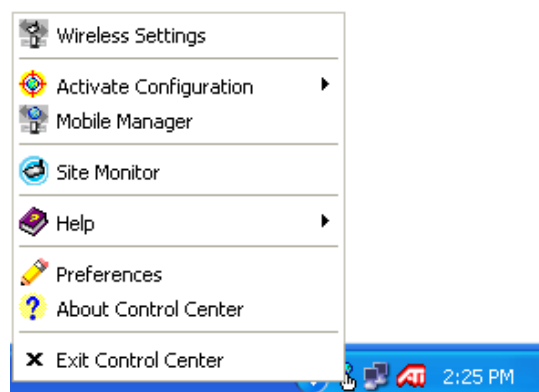 Wireless Settings
Activate Configuration
Mobile Manager
Site Monitor
Help
Preferences
About Control Center
Exit Control Center
ATI 2:25 PM